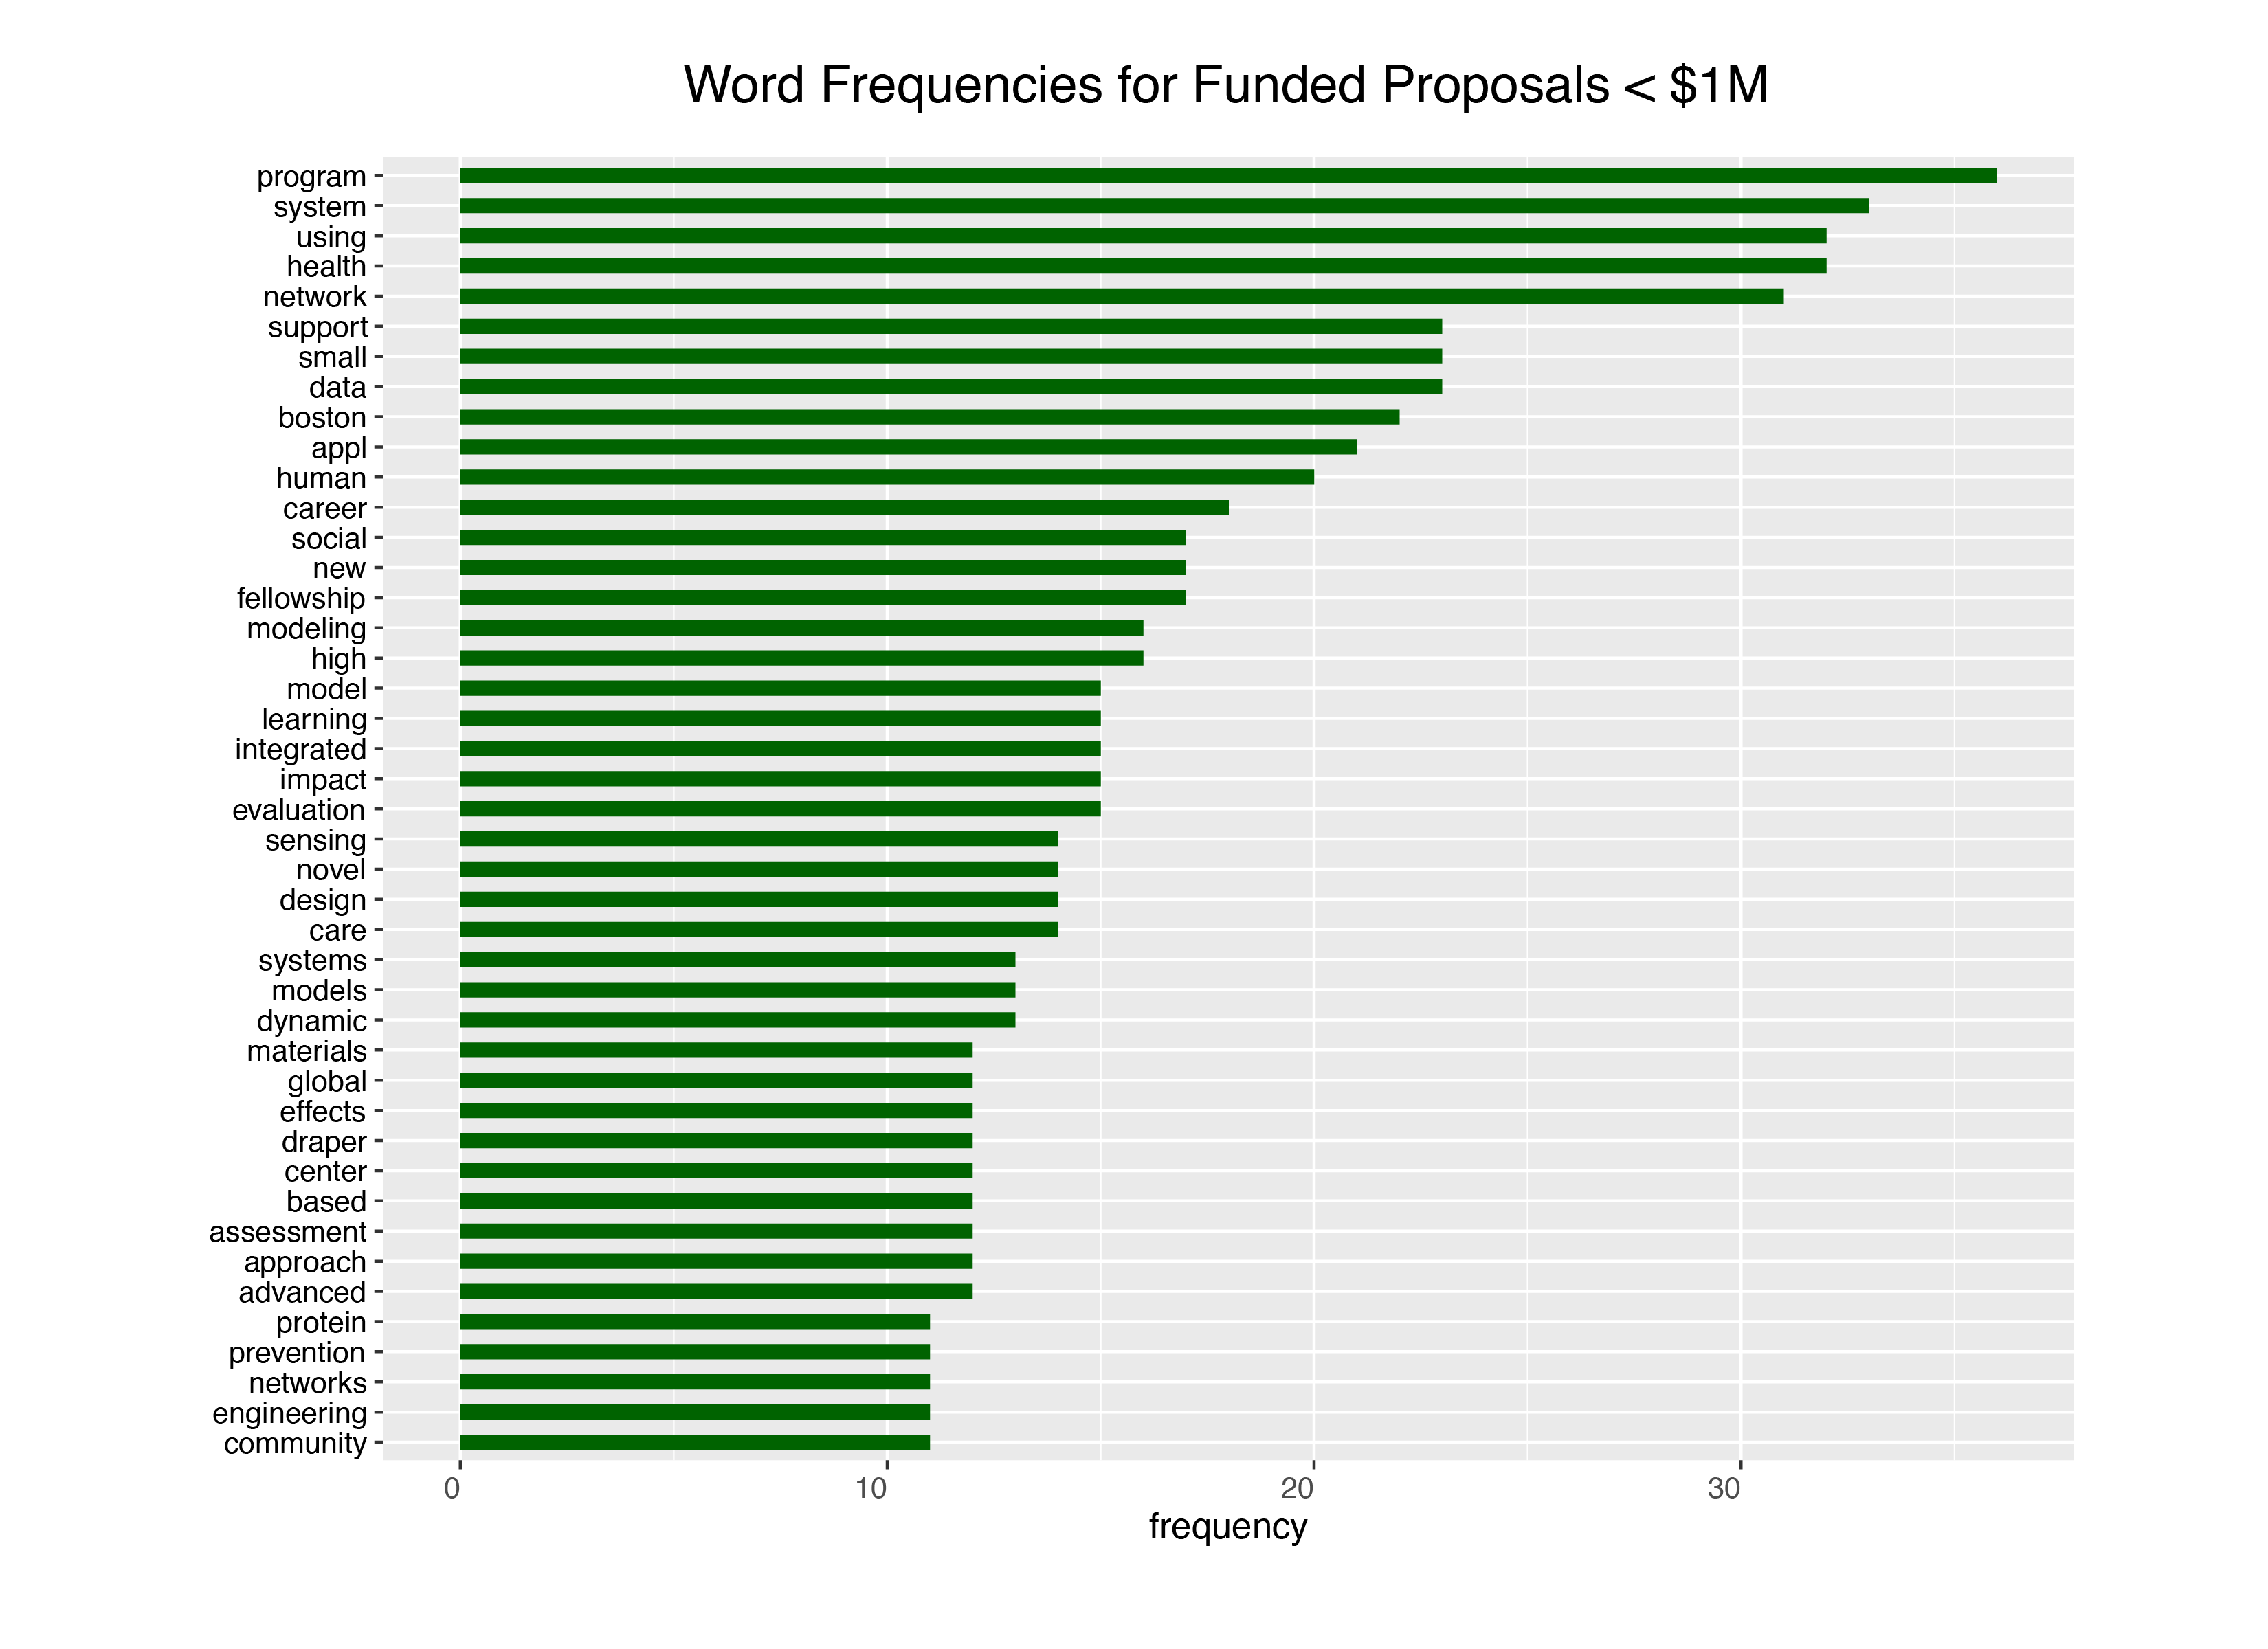 Word Frequencies for Funded Proposals < $1M
program
system
using
health
network
support
small
data
boston
appl
human
career
social
new
fellowship
modeling
high
model
learning
integrated
impact
evaluation
sensing
novel
design
care
systems
models
dynamic
materials
global
effects
draper
center
based
assessment
approach
advanced
protein
prevention
networks
engineering
community
0 10 20 30
frequency